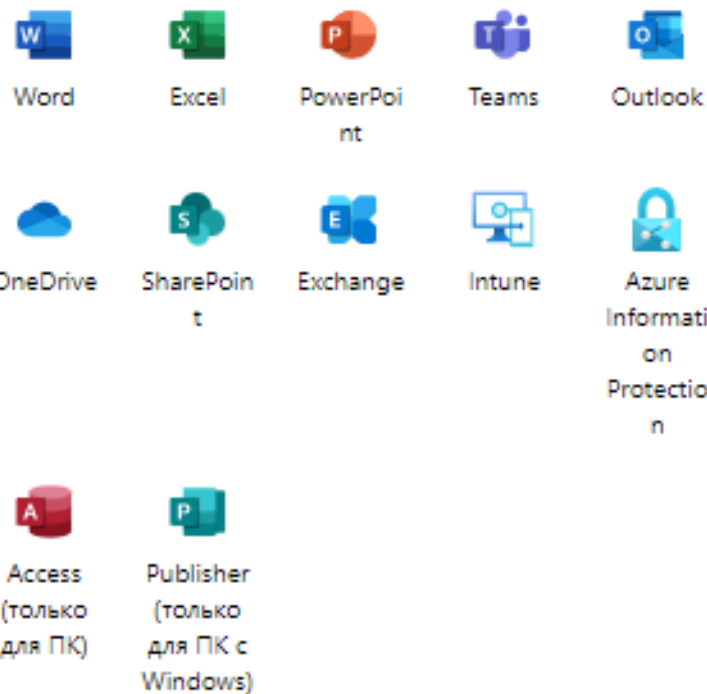 W X P T O
Word Excel PowerPoi Teams Outlook
nt
S E
OneDrive SharePoin Exchange Intune Azure
t Informati
on
Protectio
n
A P
Access Publisher
(только (только
для ПК) для ПК с
Windows)